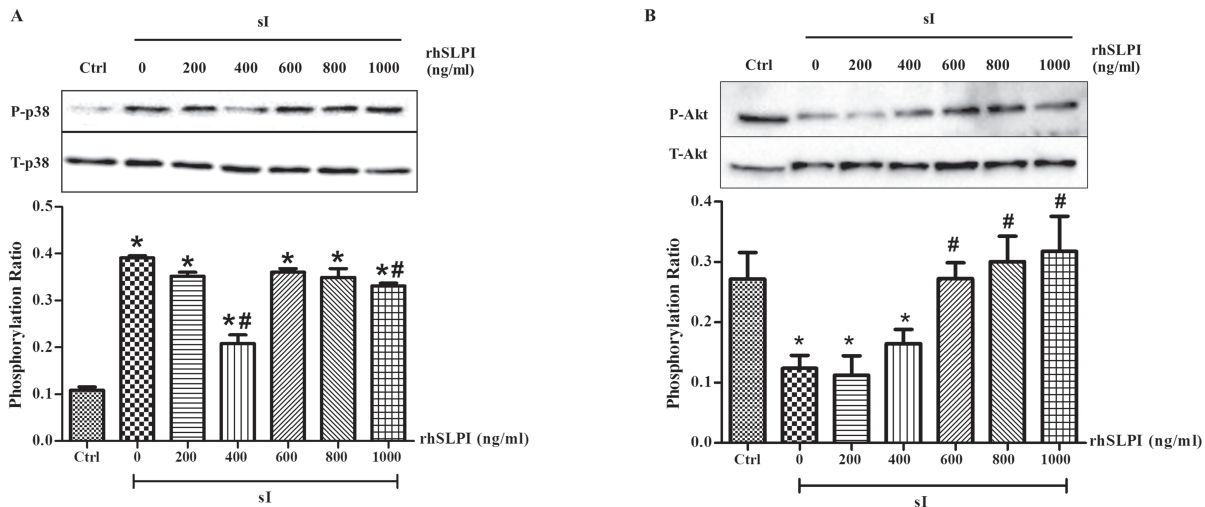 A
sI
rhSLPI
(ng/ml)
Ctrl 0 200 400 600 800 1000
P-p38
T-p38
Phosphorylation Ratio
0.5
0.4
0.3
0.2
0.1
0.0
* * *# * * *#
Ctrl 0 200 400 600 800 1000
rhSLPI (ng/ml)
sI
B
sI
rhSLPI
(ng/ml)
Ctrl 0 200 400 600 800 1000
P-Akt
T-Akt
Phosphorylation Ratio
0.4
0.3
0.2
0.1
0.0
* * * # # #
Ctrl 0 200 400 600 800 1000
rhSLPI (ng/ml)
sI